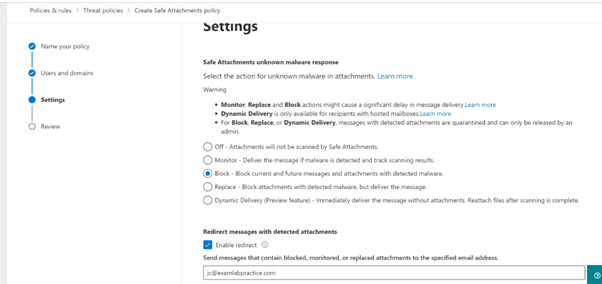 Policies & rules > Threat policies > Create Safe Attachments policy
Settings
Name your policy
Users and domains
Settings
Review
Safe Attachments unknown malware response
Select the action for unknown malware in attachments. Learn more
Warning
• Monitor, Replace and Block actions might cause a significant delay in message delivery.Learn more
• Dynamic Delivery is only available for recipients with hosted mailboxes.Learn more
• For Block, Replace, or Dynamic Delivery, messages with detected attachments are quarantined and can only be released by an
admin.
Off - Attachments will not be scanned by Safe Attachments.
Monitor - Deliver the message if malware is detected and track scanning results.
Block - Block current and future messages and attachments with detected malware.
Replace - Block attachments with detected malware, but deliver the message.
Dynamic Delivery (Preview feature) - Immediately deliver the message without attachments. Reattach files after scanning is complete.
Redirect messages with detected attachments
Enable redirect
Send messages that contain blocked, monitored, or replaced attachments to the specified email address.
jc@examlabpractice.com